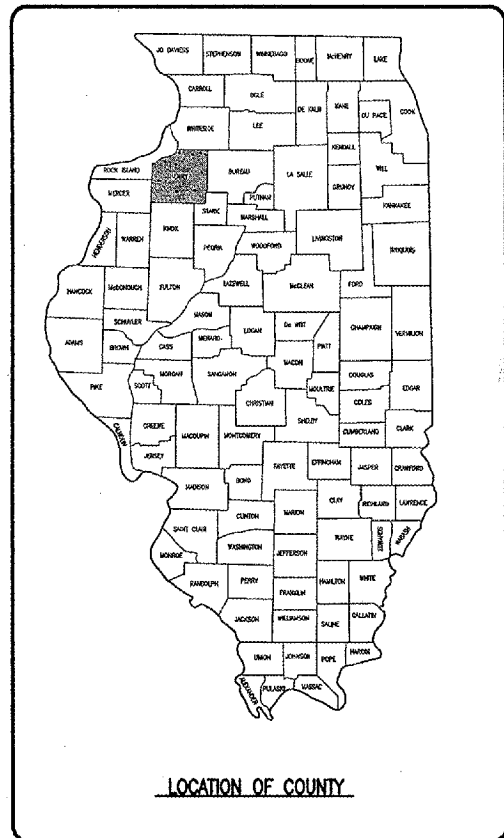 JO DAVIESS
STEPHENSON
WINNEBAGO
BOONE
McHENRY
LAKE
CARROLL
OGLE
DE KALB
KANE
DU PAGE
COOK
WHITESIDE
LEE
KENDALL
WILL
ROCK ISLAND
BUREAU
LA SALLE
GRUNDY
MERCER
PUTNAM
KANKAKEE
STARK
MARSHALL
HENDERSON
WARREN
KNOX
PEORIA
WOODFORD
LIVINGSTON
IROQUOIS
HANCOCK
McDONOUGH
FULTON
TAZEWELL
McCLEAN
FORD
MASON
SCHUYLER
LOGAN
De WITT
CHAMPAIGN
VERMILION
ADAMS
BROWN
CASS
MENARD
PIATT
MACON
PIKE
SCOTT
MORGAN
SANGAMON
DOUGLAS
EDGAR
MOULTRIE
COLES
CHRISTIAN
SHELBY
CALHOUN
GREENE
MACOUPIN
MONTGOMERY
CUMBERLAND
CLARK
JERSEY
FAYETTE
EFFINGHAM
JASPER
CRAWFORD
MADISON
BOND
CLAY
RICHLAND
LAWRENCE
CLINTON
MARION
SAINT CLAIR
WAYNE
WABASH
WASHINGTON
JEFFERSON
MONROE
RANDOLPH
PERRY
HAMILTON
WHITE
FRANKLIN
JACKSON
WILLIAMSON
SALINE
GALLATIN
UNION
JOHNSON
POPE
HARDIN
ALEXANDER
PULASKI
MASSAC
LOCATION OF COUNTY